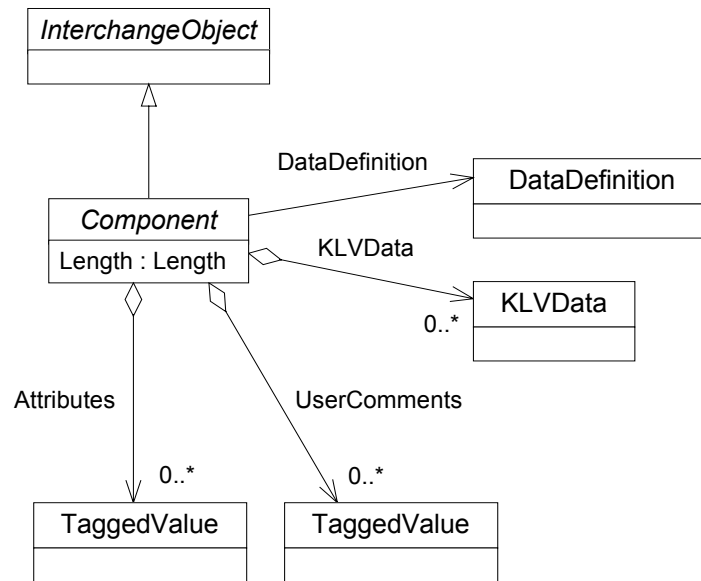 InterchangeObject
DataDefinition
DataDefinition
Component
Length : Length
KLVData
KLVData
0..*
Attributes
UserComments
0..*
0..*
TaggedValue
TaggedValue